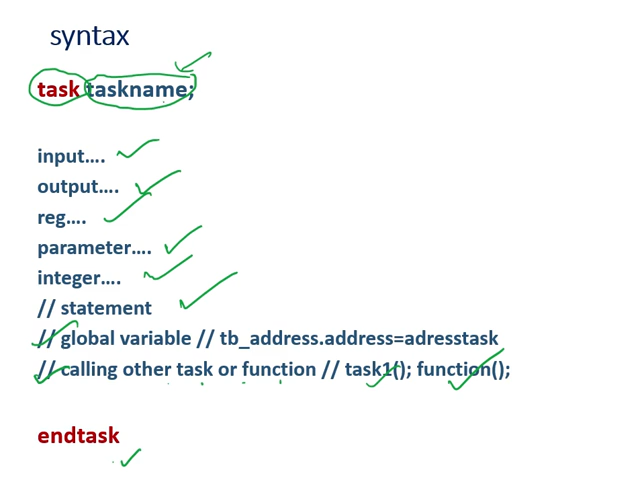 syntax
task taskname;
input....
output....
reg....
parameter....
integer....
// statement
// global variable // tb_address.address=adresstask
// calling other task or function // task1(); function();
endtask